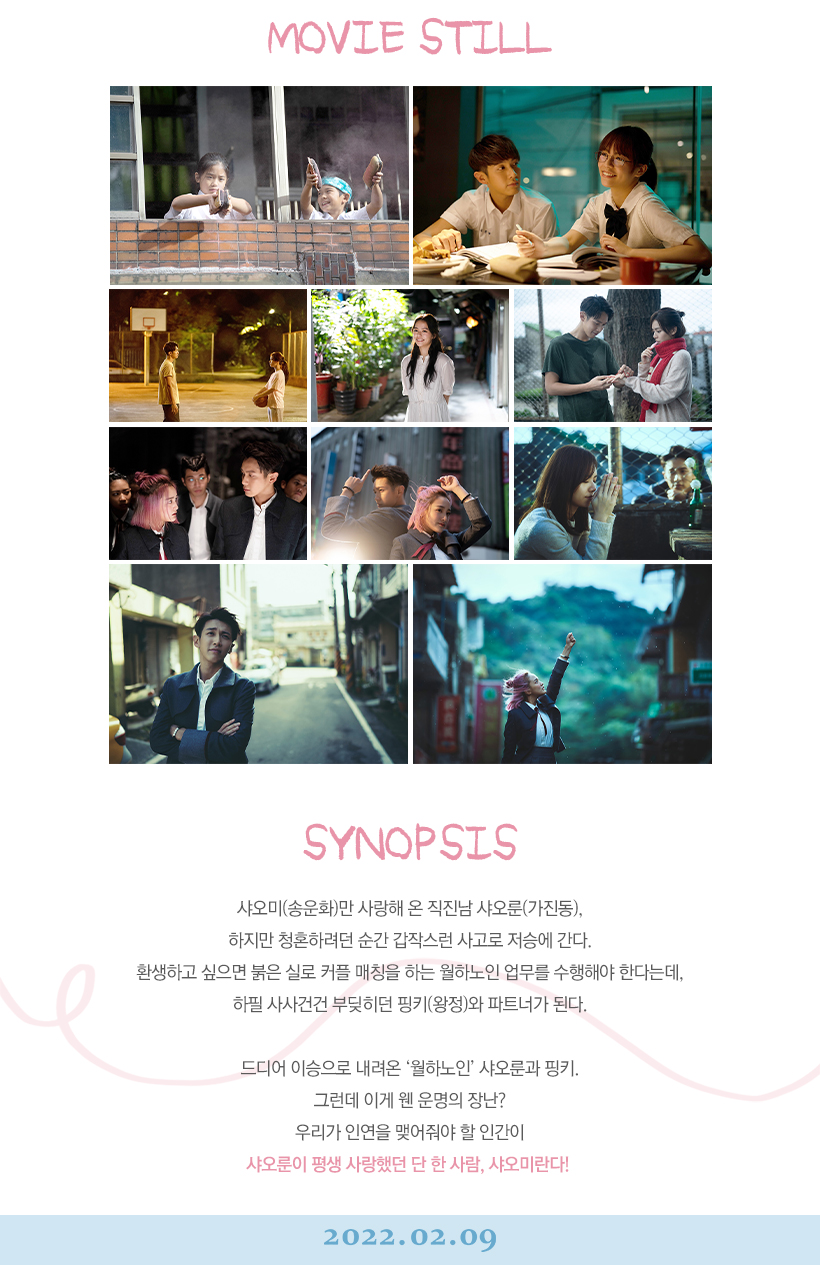 MOVIE STILL
SYNOPSIS
샤오미(송운화)만 사랑해 온 직진남 샤오룬(가진동),
하지만 청혼하려던 순간 갑작스런 사고로 저승에 간다.
환생하고 싶으면 붉은 실로 커플 매칭을 하는 월하노인 업무를 수행해야 한다는데,
하필 사사건건 부딪히던 핑키(왕정)와 파트너가 된다.
드디어 이승으로 내려온 ‘월하노인’ 샤오룬과 핑키.
그런데 이게 웬 운명의 장난?
우리가 인연을 맺어줘야 할 인간이
샤오룬이 평생 사랑했던 단 한 사람, 샤오미란다!
2022.02.09